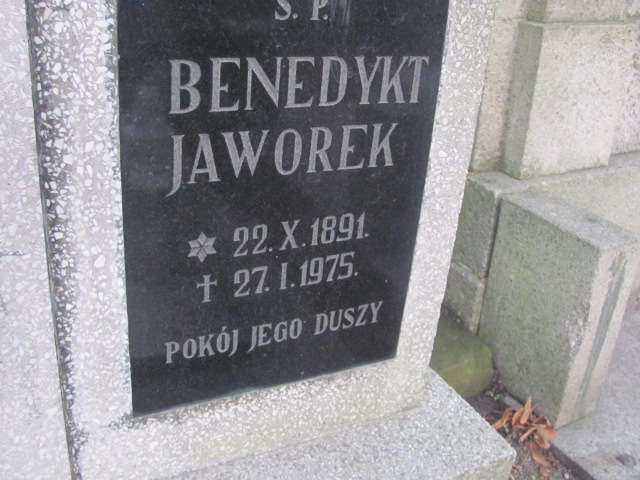 Ś. P.
BENEDYKT
JAWOREK
* 22. X. 1891.
† 27. I. 1975.
POKÓJ JEGO DUSZY